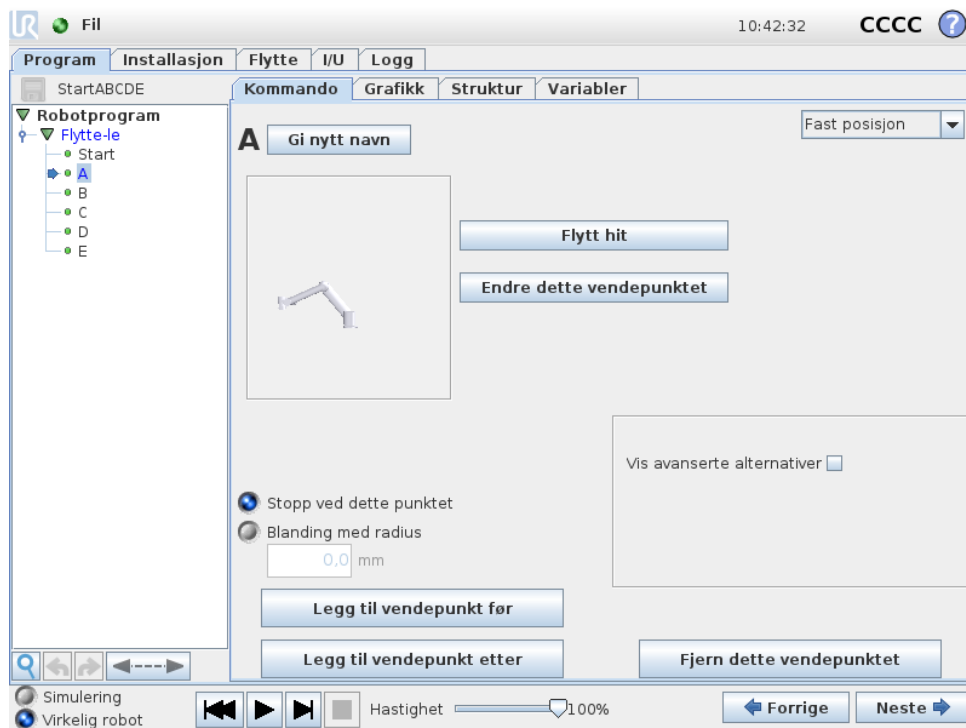 UR Fil 10:42:32 CCCC ?
Program Installasjon Flytte I/U Logg
StartABCDE
Kommando Grafikk Struktur Variabler
Robotprogram
Flytte-le
Start
A
B
C
D
E
A Gi nytt navn
Fast posisjon
Flytt hit
Endre dette vendepunktet
Vis avanserte alternativer
Stopp ved dette punktet
Blanding med radius
0,0 mm
Legg til vendepunkt før
Legg til vendepunkt etter
Fjern dette vendepunktet
Simulering
Virkelig robot
Hastighet 100%
Forrige Neste